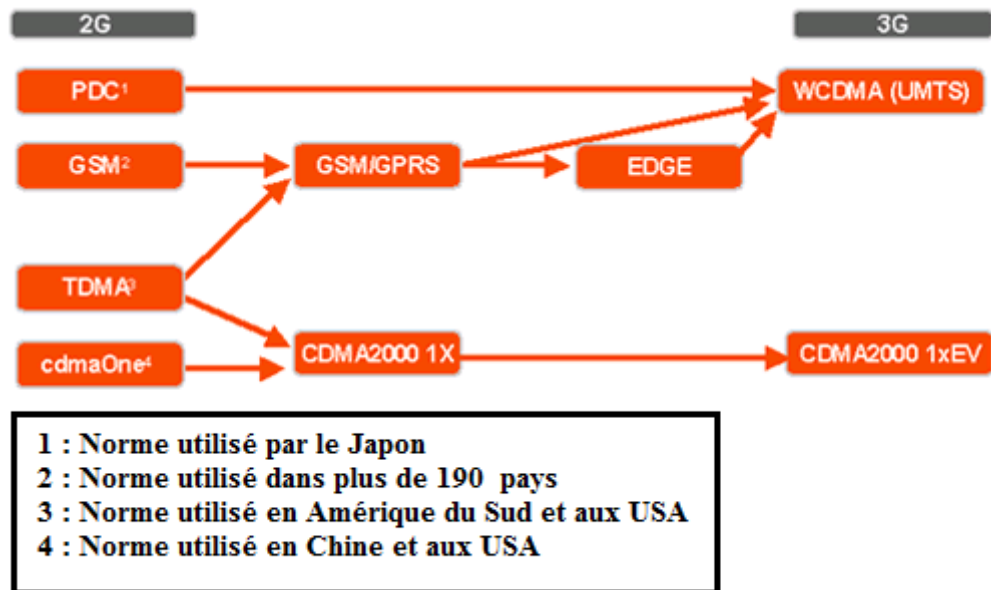 2G
3G
PDC¹
WCDMA (UMTS)
GSM²
GSM/GPRS
EDGE
TDMA³
cdmaOne⁴
CDMA2000 1X
CDMA2000 1xEV
1 : Norme utilisé par le Japon
2 : Norme utilisé dans plus de 190 pays
3 : Norme utilisé en Amérique du Sud et aux USA
4 : Norme utilisé en Chine et aux USA